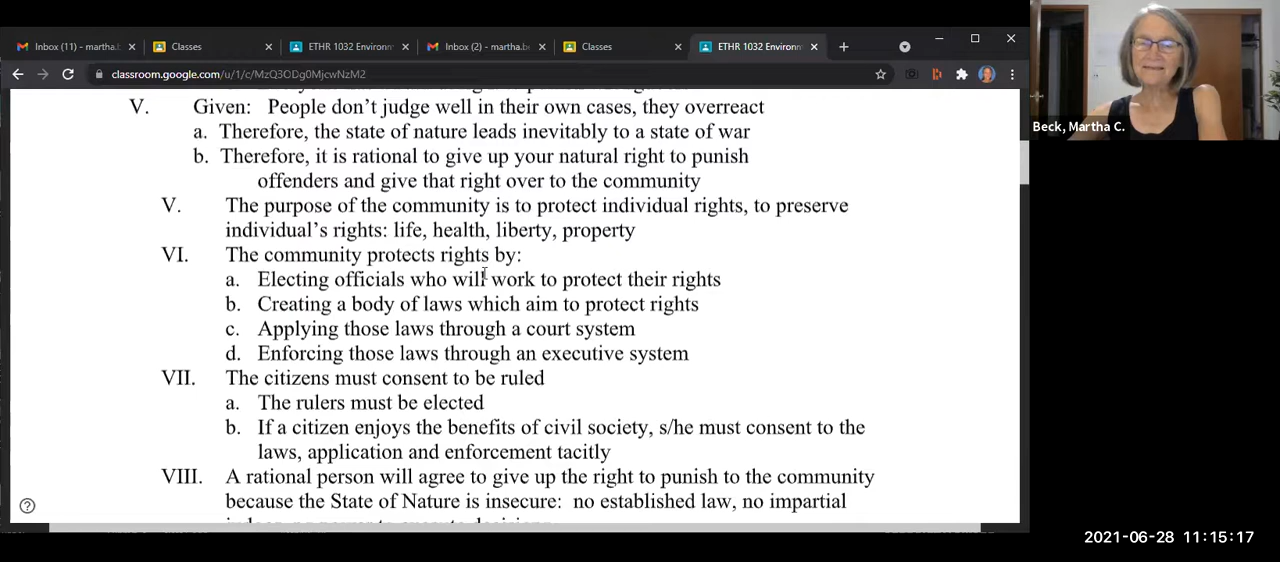 Inbox (11) - martha.b
Classes
ETHR 1032 Environm
Inbox (2) - martha.be
Classes
ETHR 1032 Environm
classroom.google.com/u/1/c/MzQ3ODg0MjcwNzM2
V. Given: People don't judge well in their own cases, they overreact
a. Therefore, the state of nature leads inevitably to a state of war
b. Therefore, it is rational to give up your natural right to punish
offenders and give that right over to the community
V. The purpose of the community is to protect individual rights, to preserve
individual's rights: life, health, liberty, property
VI. The community protects rights by:
a. Electing officials who will work to protect their rights
b. Creating a body of laws which aim to protect rights
c. Applying those laws through a court system
d. Enforcing those laws through an executive system
VII. The citizens must consent to be ruled
a. The rulers must be elected
b. If a citizen enjoys the benefits of civil society, s/he must consent to the
laws, application and enforcement tacitly
VIII. A rational person will agree to give up the right to punish to the community
because the State of Nature is insecure: no established law, no impartial
Beck, Martha C.
2021-06-28 11:15:17